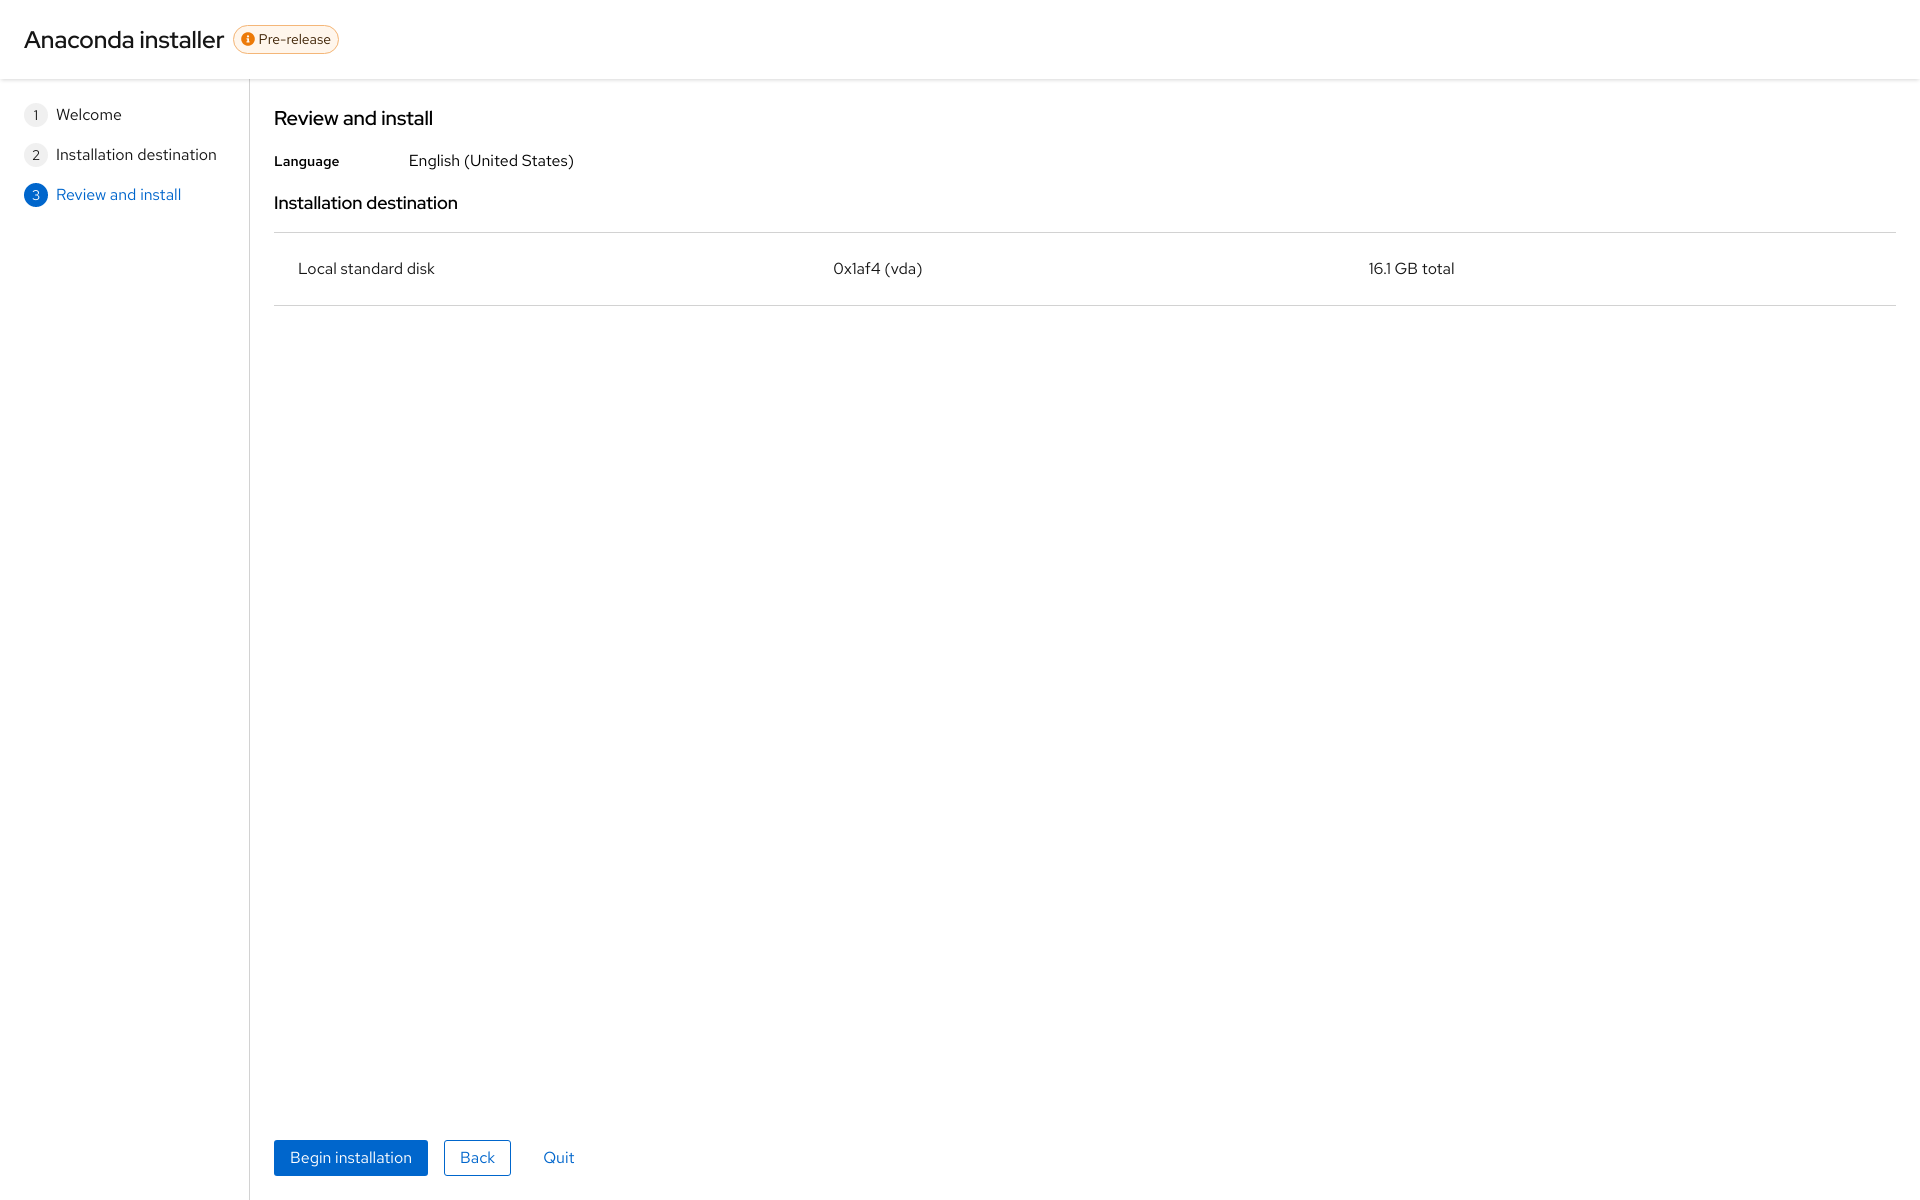 Anaconda installer
Pre-release
1 Welcome
2 Installation destination
3 Review and install
Review and install
Language English (United States)
Installation destination
Local standard disk 0x1af4 (vda) 16.1 GB total
Begin installation Back Quit